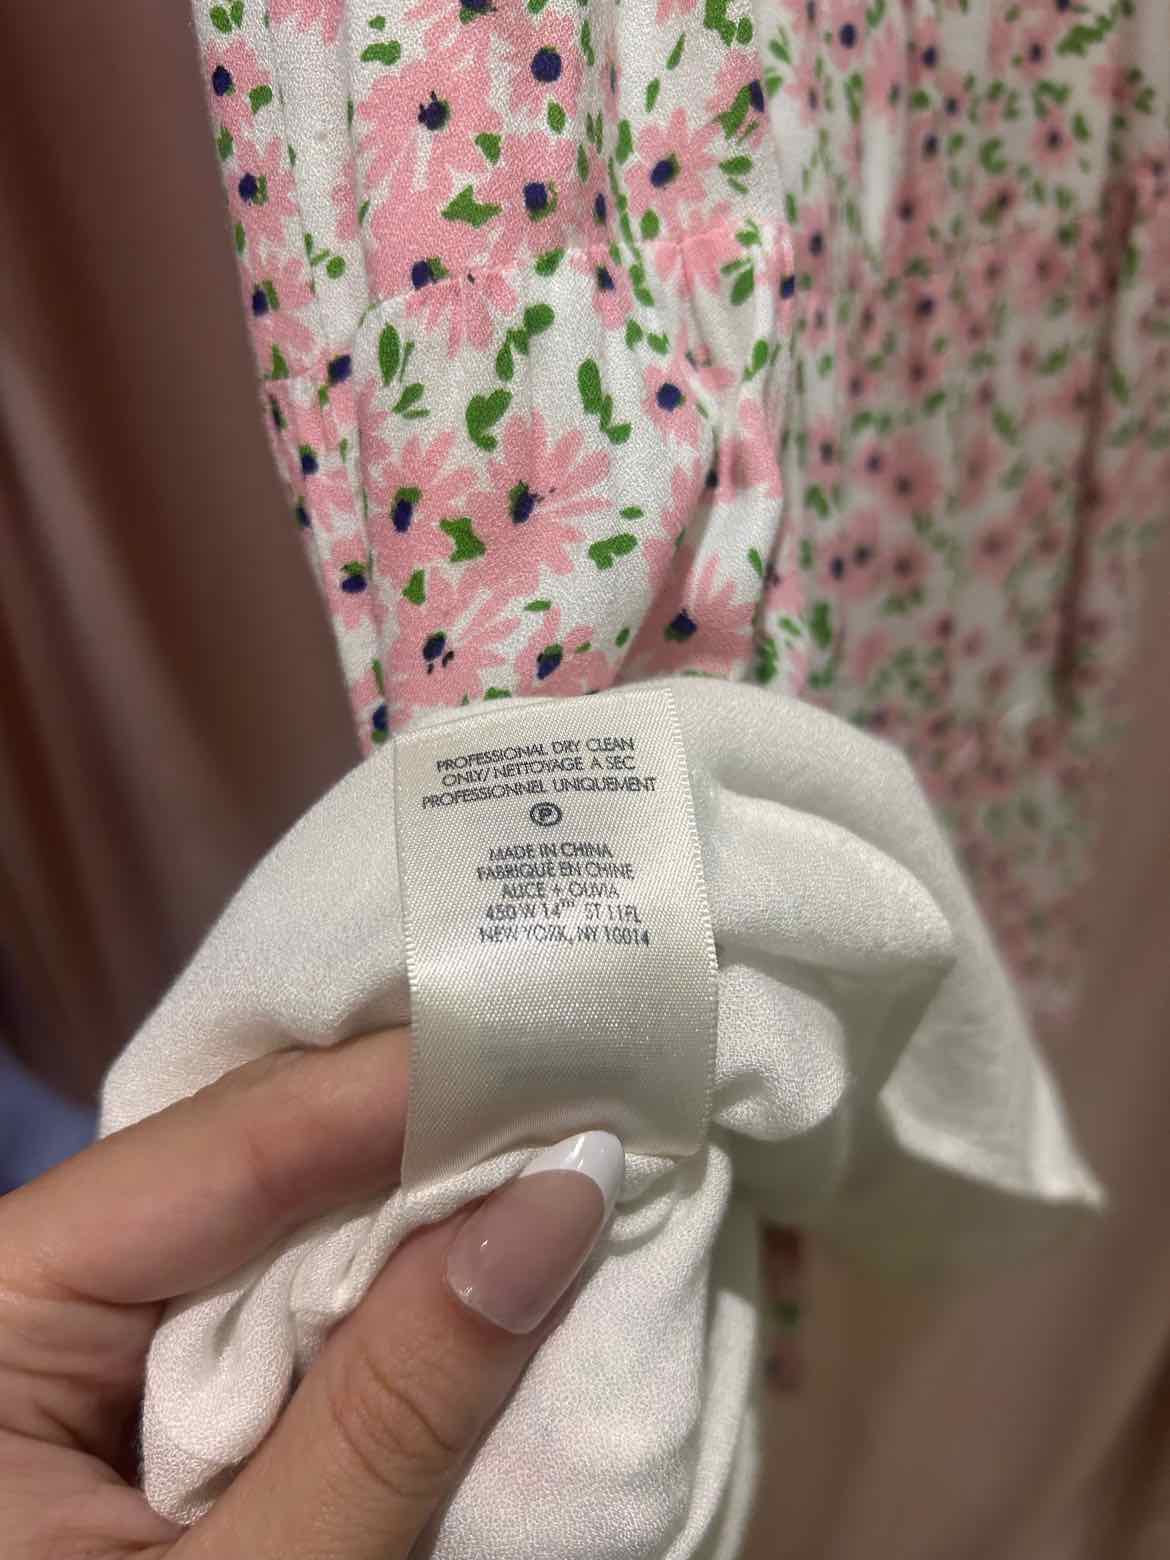 PROFESSIONAL DRY CLEAN
ONLY/ NETTOYAGE A SEC
PROFESSIONNEL UNIQUEMENT
P
MADE IN CHINA
FABRIQUÉ EN CHINE
ALICE + OLIVIA
450 W 14TH ST 11FL
NEW YORK, NY 10014